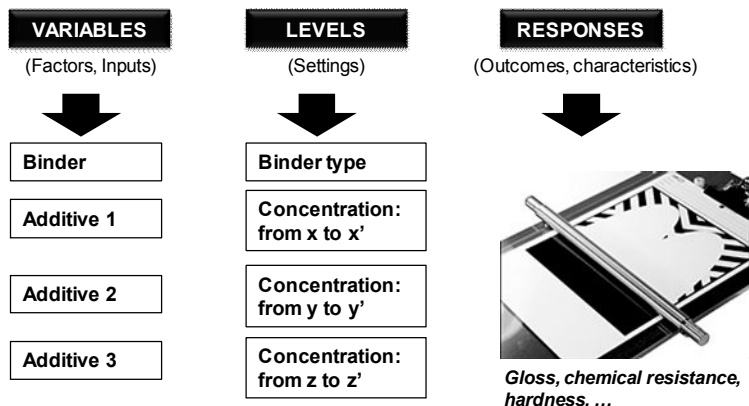 VARIABLES
(Factors, Inputs)
Binder
Additive 1
Additive 2
Additive 3
LEVELS
(Settings)
Binder type
Concentration:
from x to x’
Concentration:
from y to y’
Concentration:
from z to z’
RESPONSES
(Outcomes, characteristics)
Gloss, chemical resistance,
hardness, …